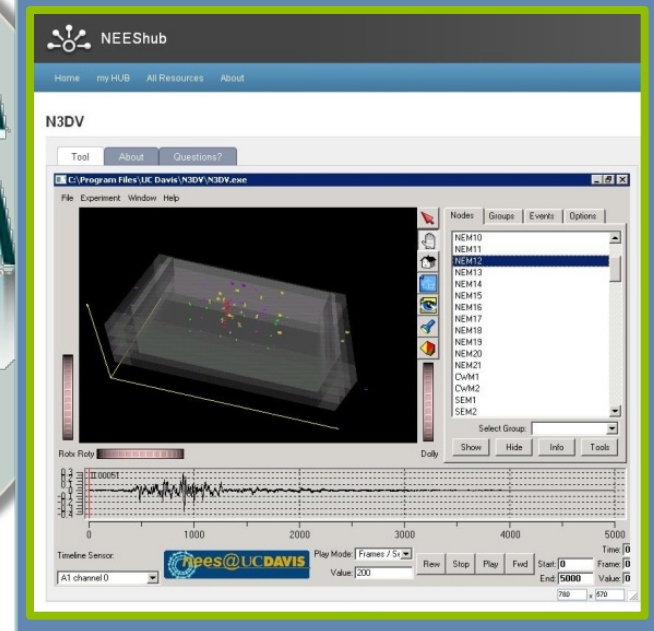 NEEShub
Home my HUB All Resources About
N3DV
Tool About Questions?
C:\Program Files\UC Davis\N3DV\N3DV.exe
File Experiment Window Help
Nodes Groups Events Options
NEM10
NEM11
NEM12
NEM13
NEM14
NEM15
NEM16
NEM17
NEM18
NEM19
NEM20
NEM21
CWM1
CWM2
SEM1
SEM2
Select Group:
Show Hide Info Tools
Rotx Roty Dolly
0 1000 2000 3000 4000 5000
Timeline Sensor:
A1 channel 0
nees@UCDAVIS
Play Mode: Frames / Se
Value: 200
Rew Stop Play Fwd
Start: 0
End: 5000
Time: 0
Frame: 0
Value: 0
780 x 670